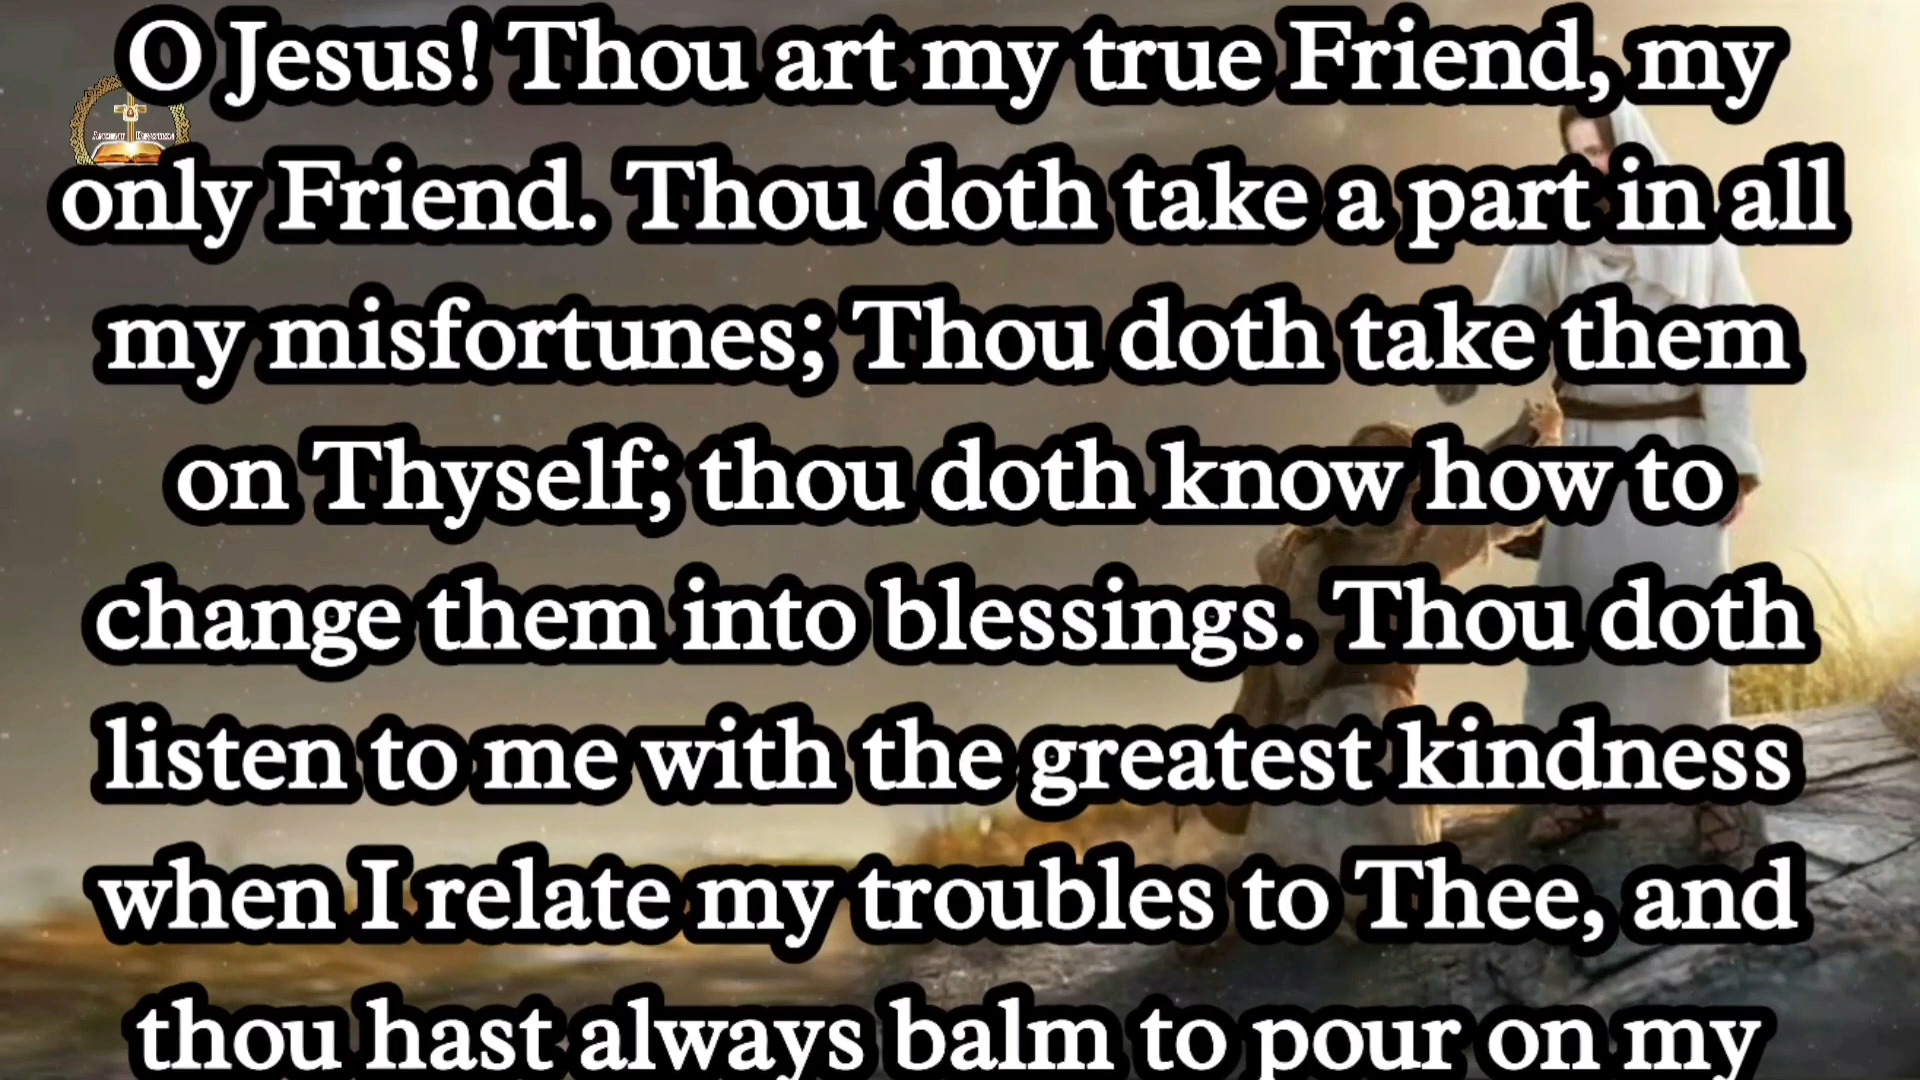 O Jesus! Thou art my true Friend, my
only Friend. Thou doth take a part in all
my misfortunes; Thou doth take them
on Thyself; thou doth know how to
change them into blessings. Thou doth
listen to me with the greatest kindness
when I relate my troubles to Thee, and
thou hast always balm to pour on my